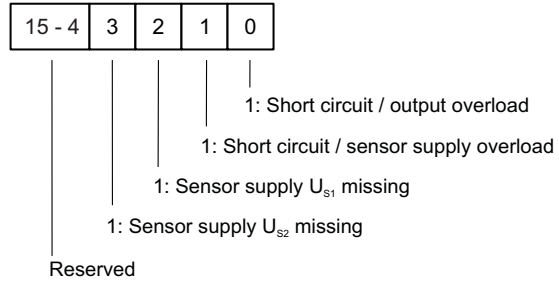 15 - 4 3 2 1 0
1: Short circuit / output overload
1: Short circuit / sensor supply overload
1: Sensor supply US1 missing
1: Sensor supply US2 missing
Reserved